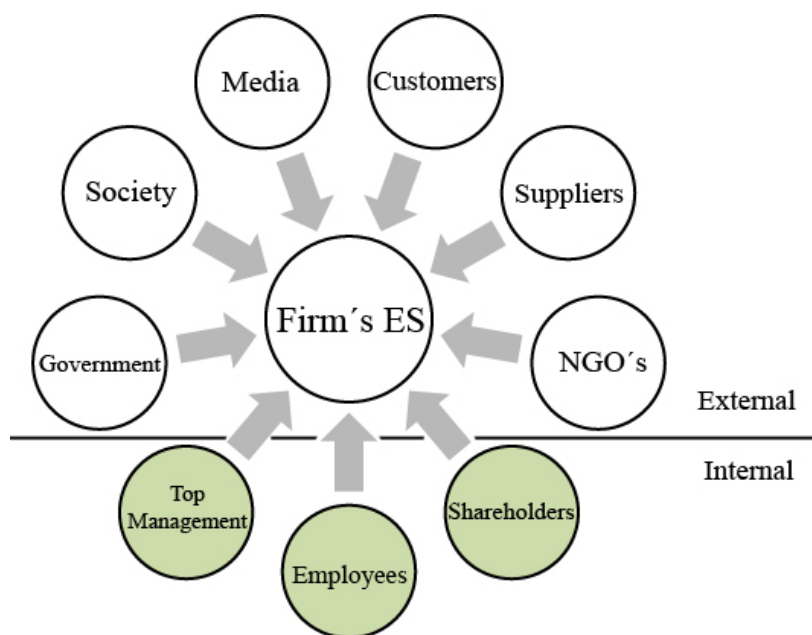 Media
Customers
Society
Suppliers
Firm´s ES
Government
NGO´s
External
Internal
Top
Management
Shareholders
Employees